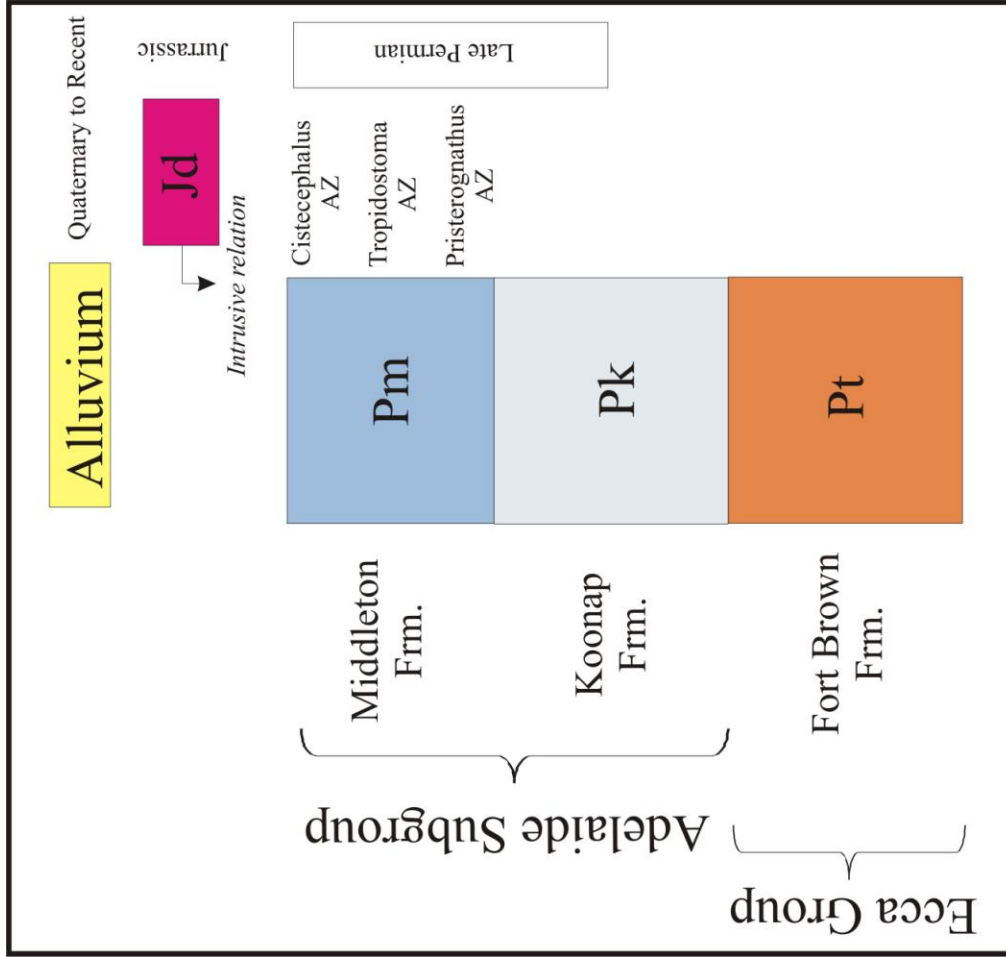 Alluvium
Quaternary to Recent
Jd
Jurrassic
Intrusive relation
Adelaide Subgroup
Middleton
Frm.
Pm
Cistecephalus
AZ
Tropidostoma
AZ
Pristerognathus
AZ
Late Permian
Koonap
Frm.
Pk
Ecca Group
Fort Brown
Frm.
Pt